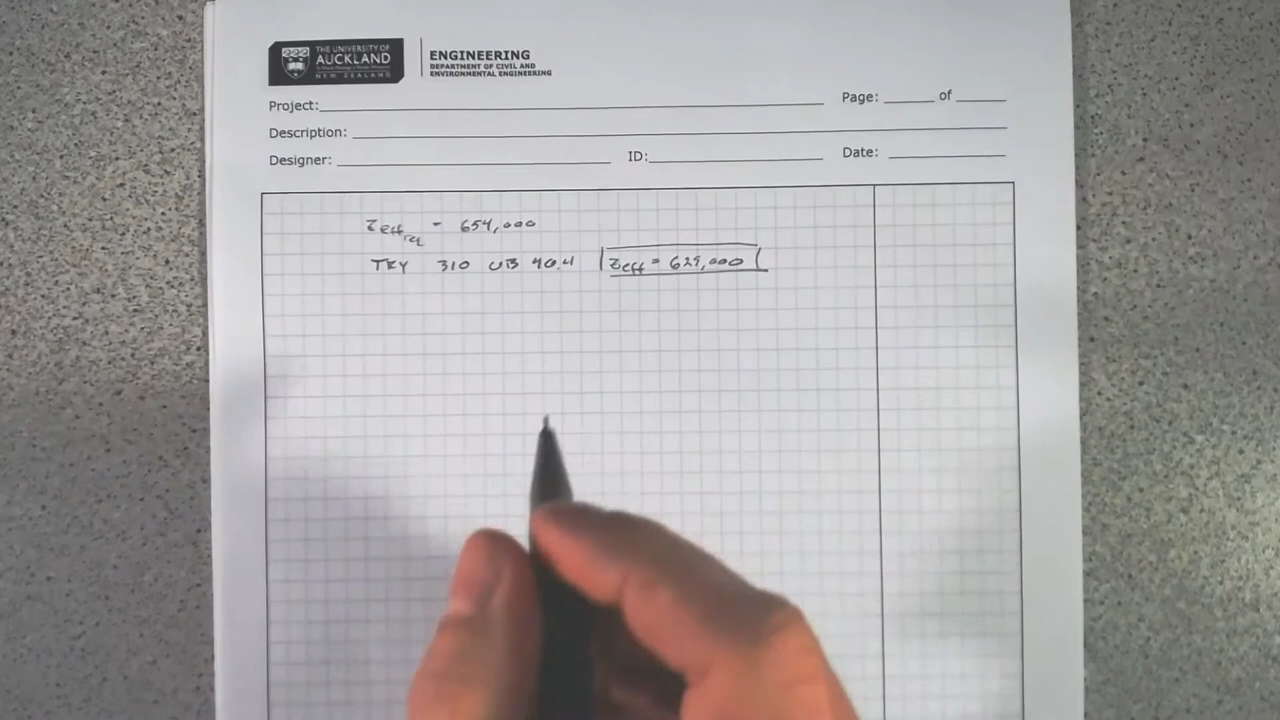 THE UNIVERSITY OF
AUCKLAND
NEW ZEALAND
ENGINEERING
DEPARTMENT OF CIVIL AND
ENVIRONMENTAL ENGINEERING
Project: Page: of
Description:
Designer: ID: Date:
Zeff = 654,000
TRY 310 UB 40.4 Zeff = 629,000